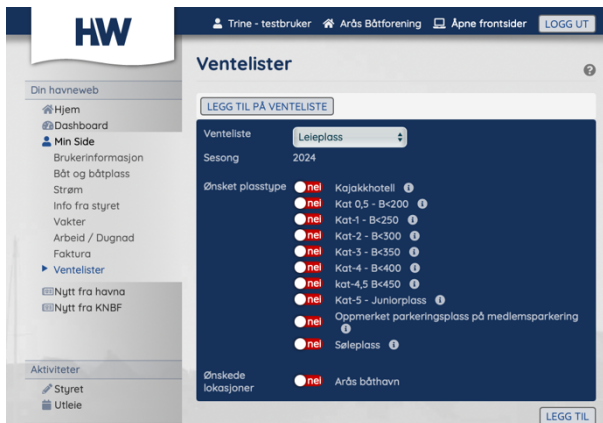 HW
Trine - testbruker Arås Båtforening Åpne frontsider LOGG UT
Ventelister
Din havneweb
Hjem
Dashboard
Min Side
Brukerinformasjon
Båt og båtplass
Strøm
Info fra styret
Vakter
Arbeid / Dugnad
Faktura
Ventelister
Nytt fra havna
Nytt fra KNBF
Aktiviteter
Styret
Utleie
LEGG TIL PÅ VENTELISTE
Venteliste Leieplass
Sesong 2024
Ønsket plasstype nei Kajakkhotell
nei Kat 0,5 - B<200
nei Kat-1 - B<250
nei Kat-2 - B<300
nei Kat-3 - B<350
nei Kat-4 - B<400
nei kat-4,5 B<450
nei Kat-5 - Juniorplass
nei Oppmerket parkeringsplass på medlemsparkering
nei Søleplass
Ønskede
lokasjoner nei Arås båthavn
LEGG TIL